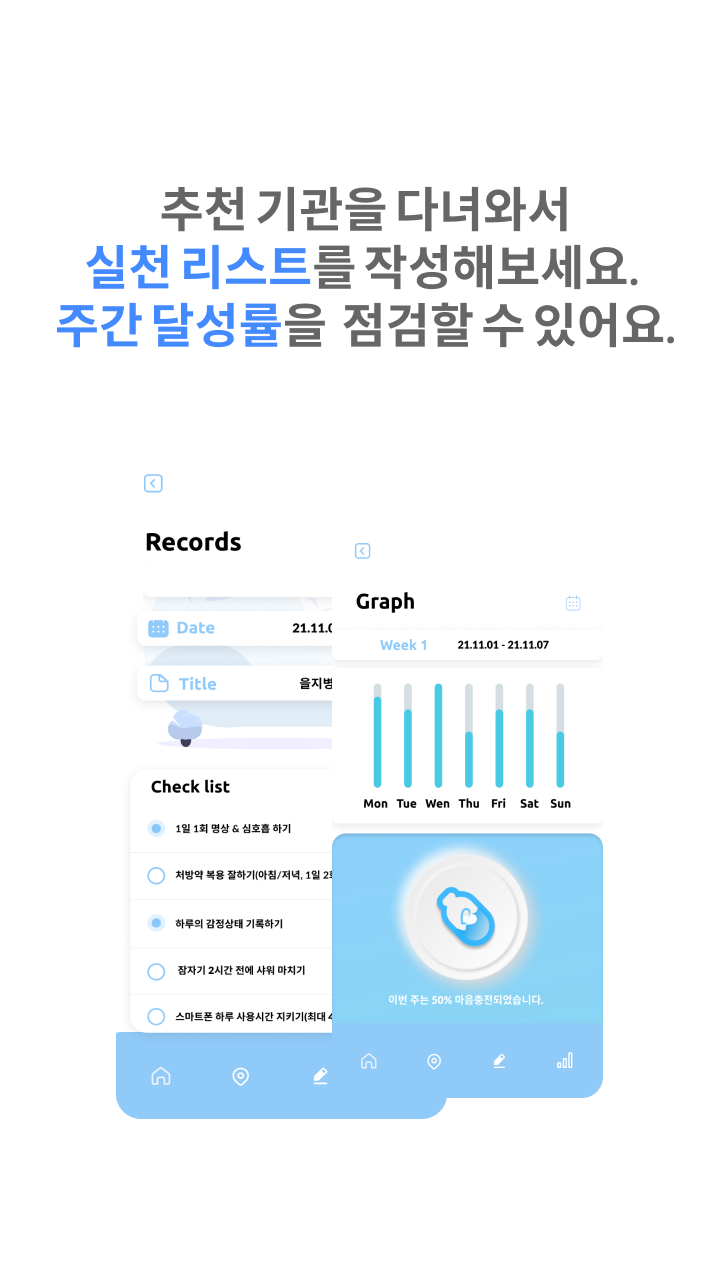 추천 기관을 다녀와서
실천 리스트를 작성해보세요.
주간 달성률을 점검할 수 있어요.
Records
Date 21.11.0
Title 을지병
Check list
1일 1회 명상 & 심호흡 하기
처방약 복용 잘하기(아침/저녁, 1일 2
하루의 감정상태 기록하기
잠자기 2시간 전에 샤워 마치기
스마트폰 하루 사용시간 지키기(최대 4
Graph
Week 1 21.11.01 - 21.11.07
Mon Tue Wen Thu Fri Sat Sun
이번 주는 50% 마음충전되었습니다.